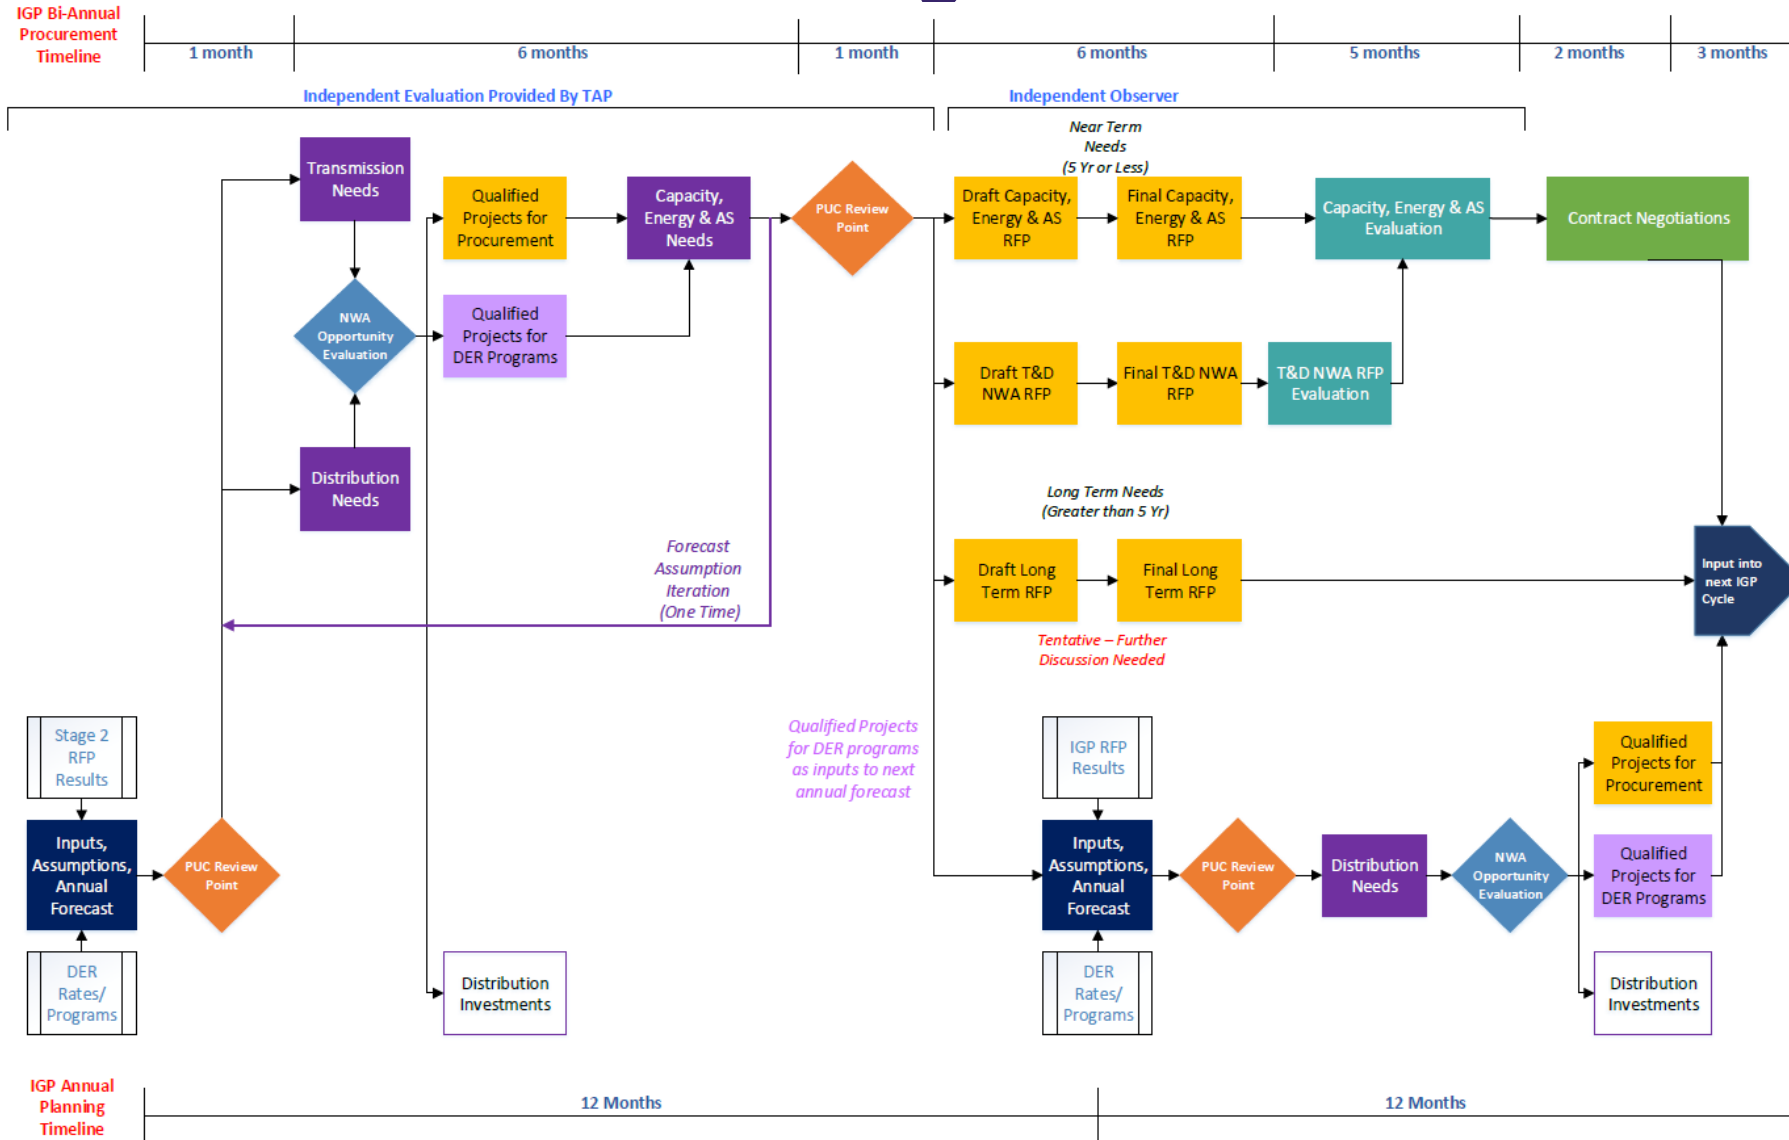 IGP Bi-Annual
Procurement
Timeline
1 month
6 months
1 month
6 months
5 months
2 months
3 months
Independent Evaluation Provided By TAP
Independent Observer
Near Term
Needs
(5 Yr or Less)
Transmission
Needs
Qualified
Projects for
Procurement
Capacity,
Energy & AS
Needs
PUC Review
Point
Draft Capacity,
Energy & AS
RFP
Final Capacity,
Energy & AS
RFP
Capacity, Energy & AS
Evaluation
Contract Negotiations
NWA
Opportunity
Evaluation
Qualified
Projects for
DER Programs
Draft T&D
NWA RFP
Final T&D NWA
RFP
T&D NWA RFP
Evaluation
Distribution
Needs
Long Term Needs
(Greater than 5 Yr)
Forecast
Assumption
Iteration
(One Time)
Draft Long
Term RFP
Final Long
Term RFP
Input into
next IGP
Cycle
Tentative – Further
Discussion Needed
Stage 2
RFP
Results
Qualified Projects
for DER programs
as inputs to next
annual forecast
IGP RFP
Results
Qualified
Projects for
Procurement
Inputs,
Assumptions,
Annual
Forecast
PUC Review
Point
Inputs,
Assumptions,
Annual
Forecast
PUC Review
Point
Distribution
Needs
NWA
Opportunity
Evaluation
Qualified
Projects for
DER Programs
DER
Rates/
Programs
Distribution
Investments
DER
Rates/
Programs
Distribution
Investments
IGP Annual
Planning
Timeline
12 Months
12 Months